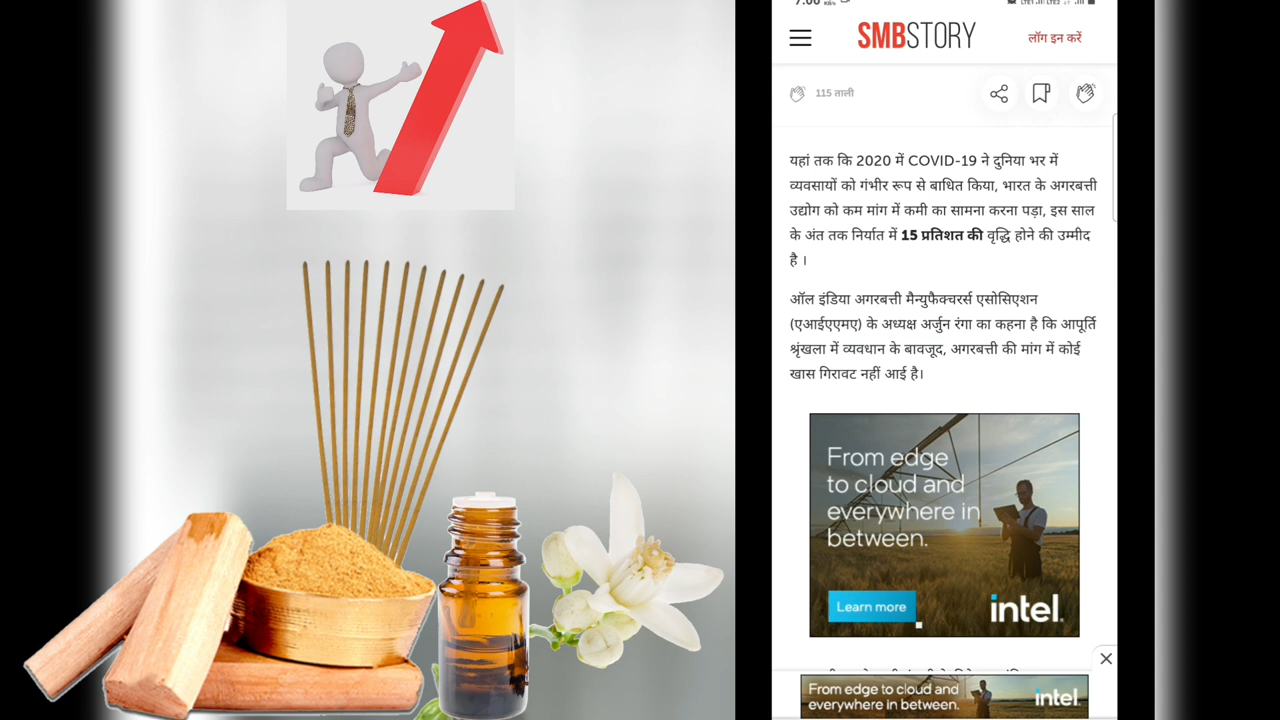 7:00
SMBSTORY
लॉग इन करें
115 ताली
यहां तक कि 2020 में COVID-19 ने दुनिया भर में
व्यवसायों को गंभीर रूप से बाधित किया, भारत के अगरबत्ती
उद्योग को कम मांग में कमी का सामना करना पड़ा, इस साल
के अंत तक निर्यात में 15 प्रतिशत की वृद्धि होने की उम्मीद
है ।
ऑल इंडिया अगरबत्ती मैन्युफैक्चरर्स एसोसिएशन
(एआईएएमए) के अध्यक्ष अर्जुन रंगा का कहना है कि आपूर्ति
श्रृंखला में व्यवधान के बावजूद, अगरबत्ती की मांग में कोई
खास गिरावट नहीं आई है।
From edge
to cloud and
everywhere in
between.
Learn more
intel.
From edge to cloud and
everywhere in between.
intel.